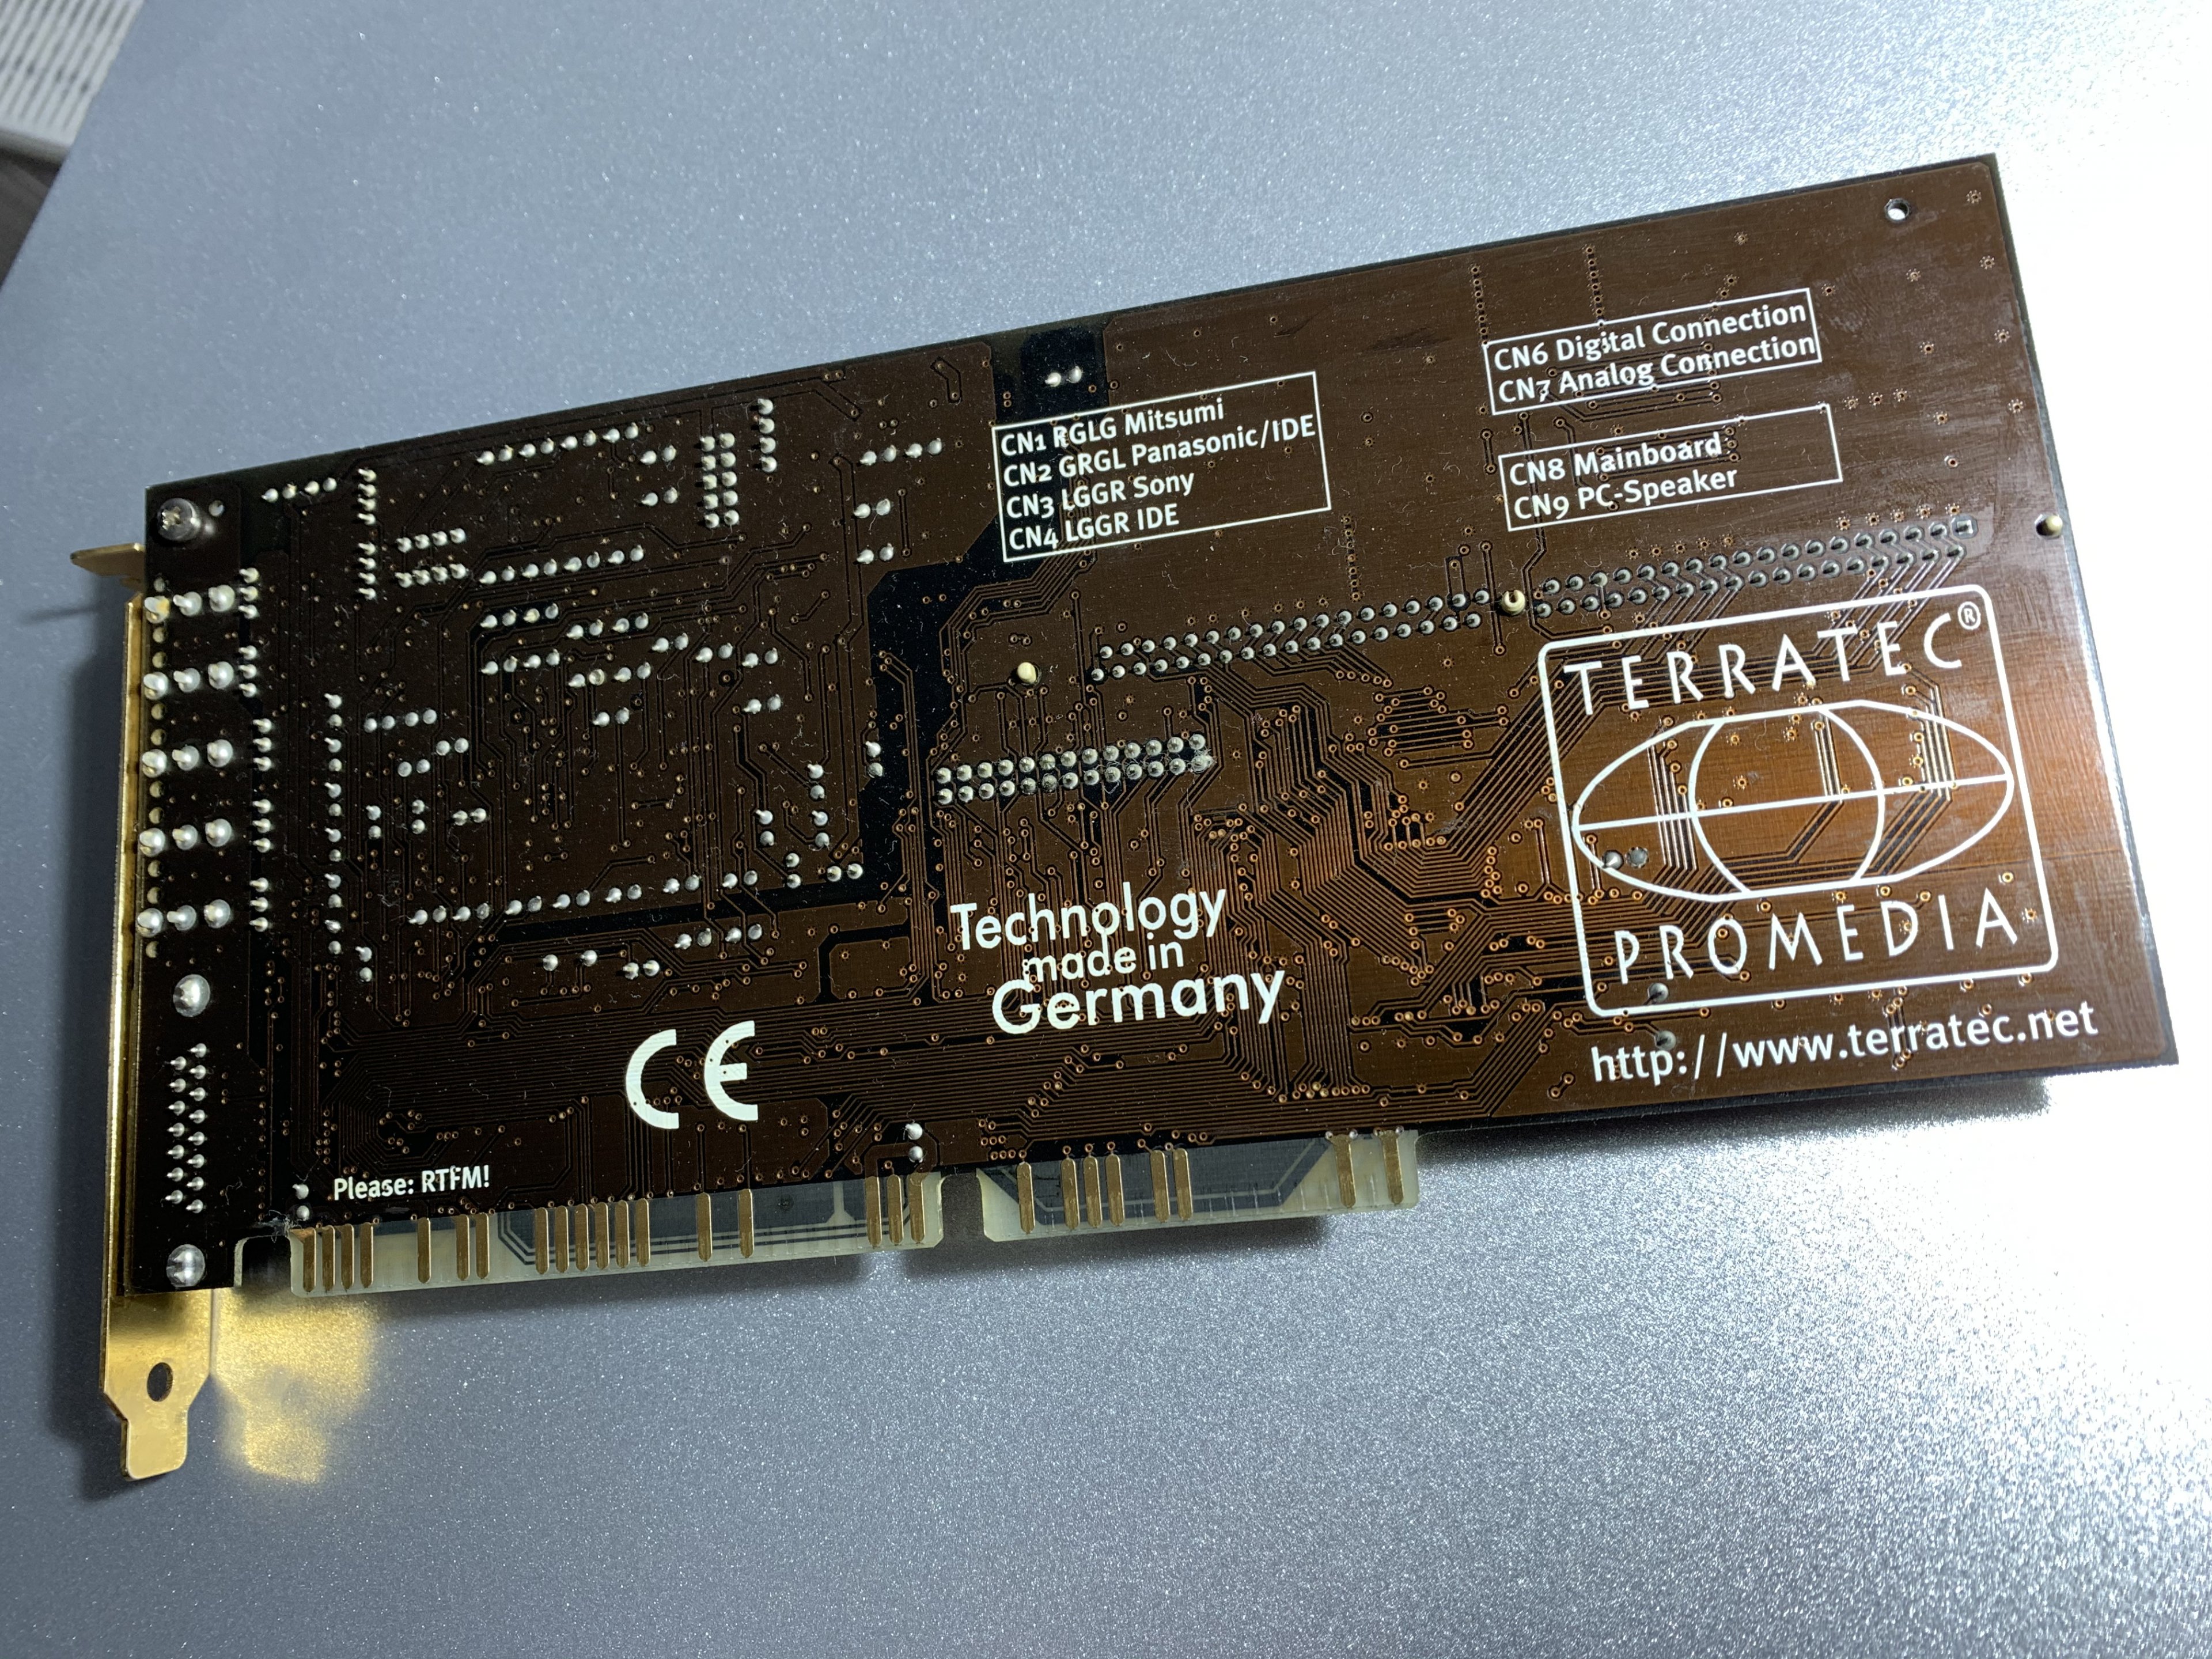 CN6 Digital Connection
CN7 Analog Connection
CN1 RGLG Mitsumi
CN2 GRGL Panasonic/IDE
CN3 LGGR Sony
CN4 LGGR IDE
CN8 Mainboard
CN9 PC-Speaker
TERRATEC®
PROMEDIA
http://www.terratec.net
Technology
made in
Germany
CE
Please: RTFM!